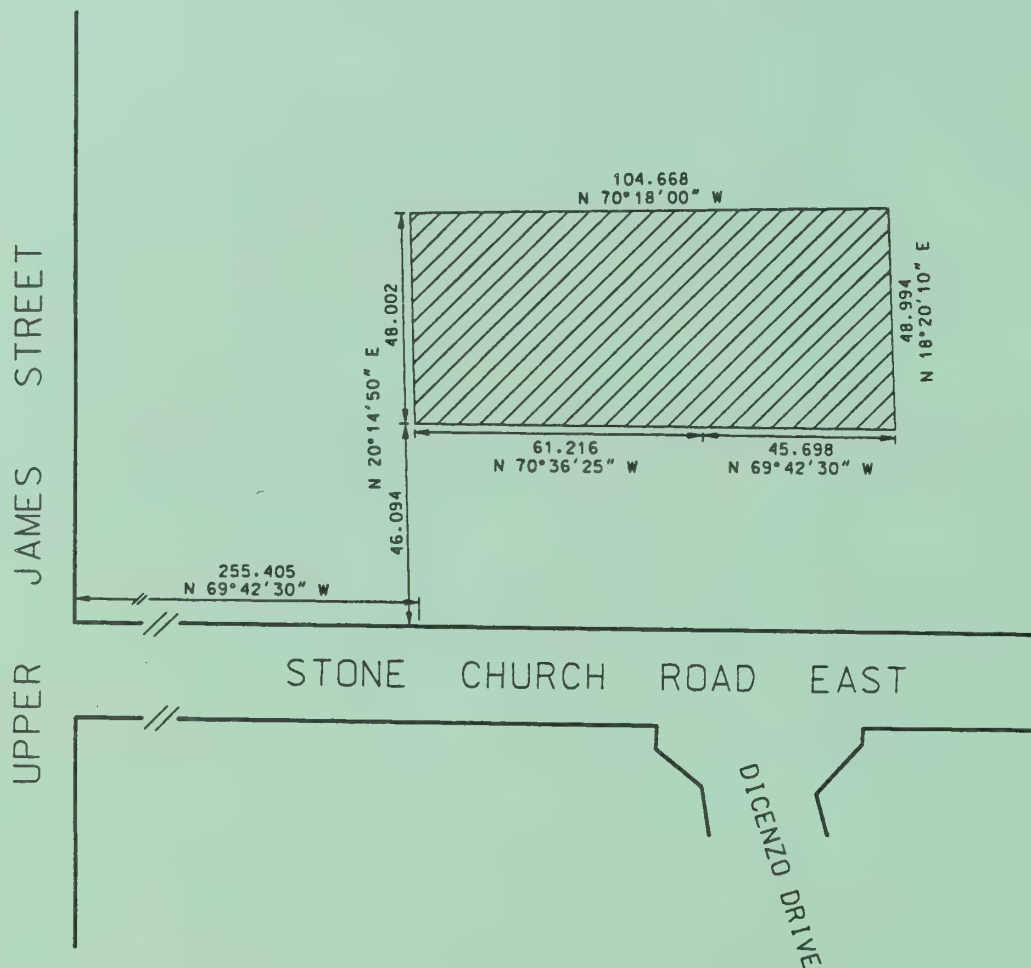 104.668
N 70°18'00" W
48.002
N 20°14'50" E
48.994
N 18°20'10" E
61.216
N 70°36'25" W
45.698
N 69°42'30" W
46.094
255.405
N 69°42'30" W
UPPER JAMES STREET
STONE CHURCH ROAD EAST
DICENZO DRIVE